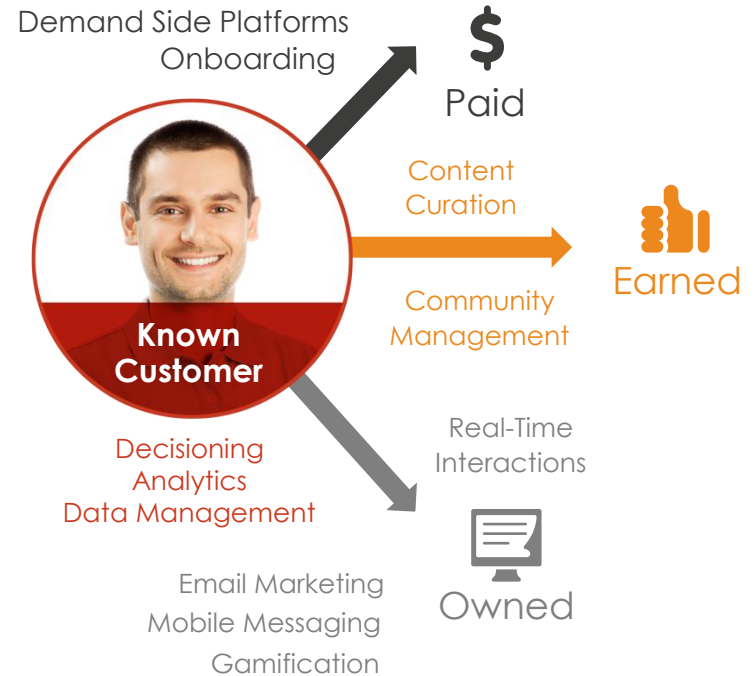 Demand Side Platforms
Onboarding
$
Paid
Content
Curation
Earned
Community
Management
Known
Customer
Decisioning
Analytics
Data Management
Real-Time
Interactions
Owned
Email Marketing
Mobile Messaging
Gamification